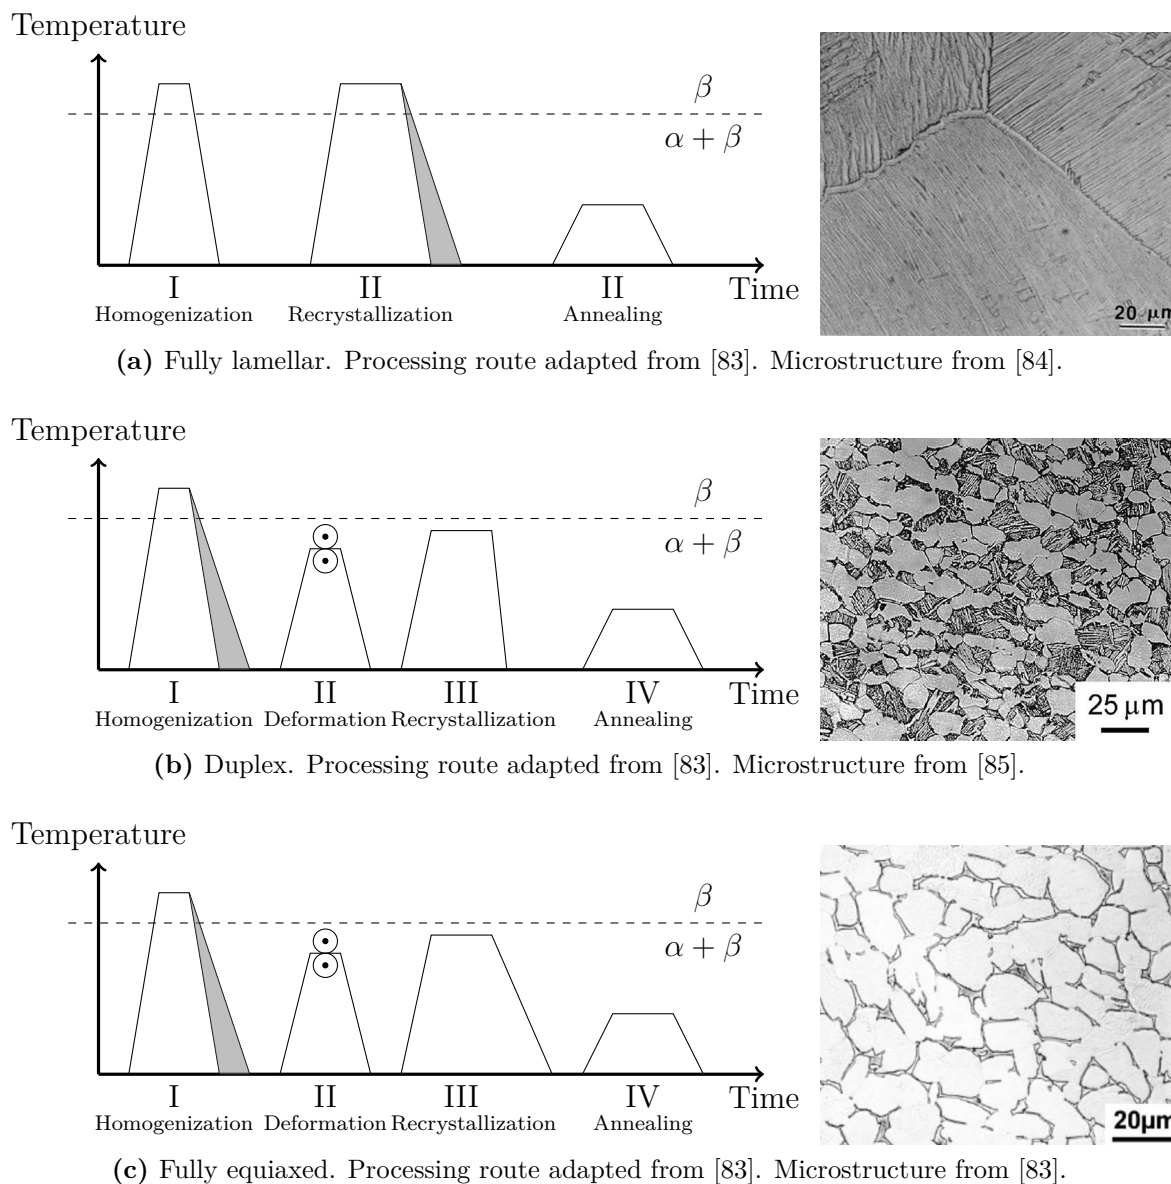 Temperature
β
α + β
I II II Time
Homogenization Recrystallization Annealing
20 μm
(a) Fully lamellar. Processing route adapted from [83]. Microstructure from [84].
Temperature
β
α + β
I II III IV Time
Homogenization Deformation Recrystallization Annealing
25 μm
(b) Duplex. Processing route adapted from [83]. Microstructure from [85].
Temperature
β
α + β
I II III IV Time
Homogenization Deformation Recrystallization Annealing
20μm
(c) Fully equiaxed. Processing route adapted from [83]. Microstructure from [83].